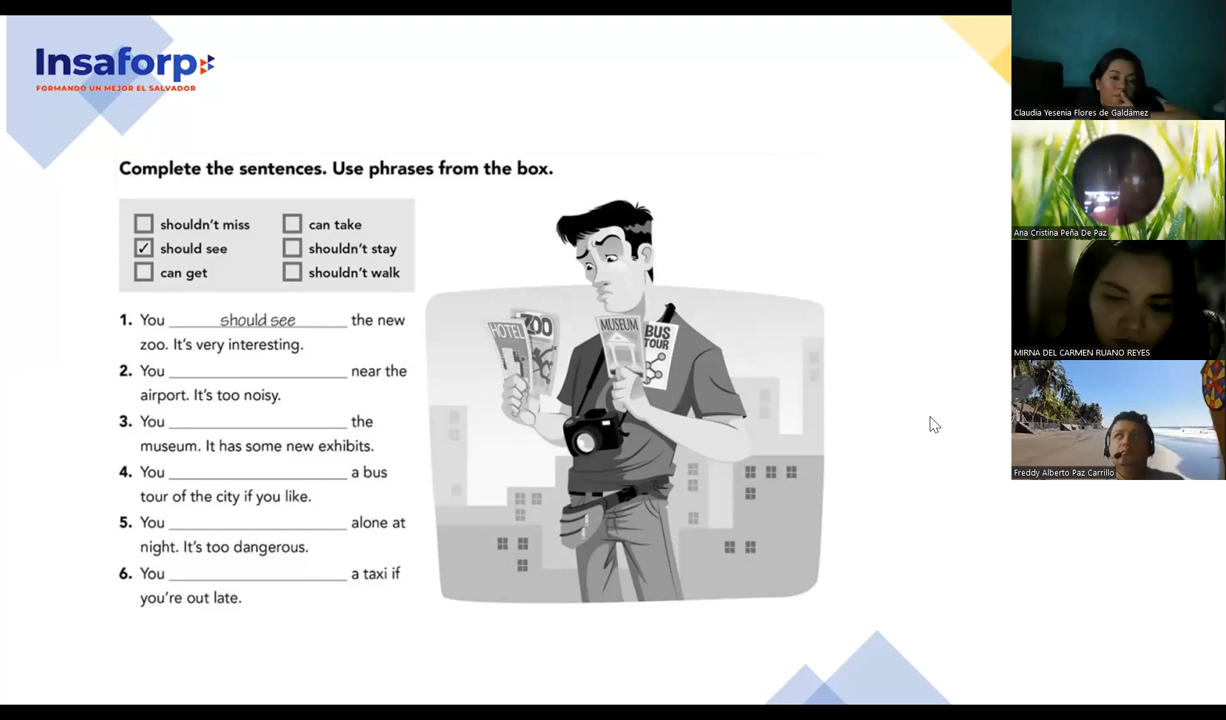 Insaforp
FORMANDO UN MEJOR EL SALVADOR
Complete the sentences. Use phrases from the box.
shouldn't miss
can take
✓ should see
shouldn't stay
can get
shouldn't walk
1. You should see the new
zoo. It's very interesting.
2. You ______ near the
airport. It's too noisy.
3. You ______ the
museum. It has some new exhibits.
4. You ______ a bus
tour of the city if you like.
5. You ______ alone at
night. It's too dangerous.
6. You ______ a taxi if
you're out late.
HOTEL
ZOO
MUSEUM
BUS
TOUR
Claudia Yesenia Flores de Galdámez
Ana Cristina Peña De Paz
MIRNA DEL CARMEN RUANO REYES
Freddy Alberto Paz Carrillo